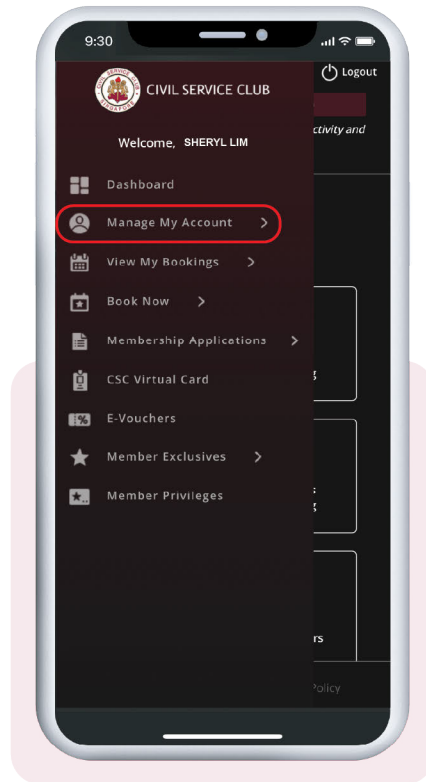 9:30
Logout
CIVIL SERVICE CLUB
ctivity and
Welcome, SHERYL LIM
Dashboard
Manage My Account
View My Bookings
Book Now
Membership Applications
CSC Virtual Card
E-Vouchers
Member Exclusives
Member Privileges
rs
Policy